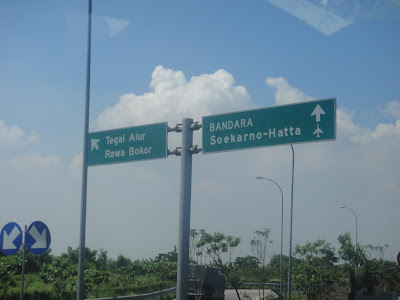 Tegal Alur
Rawa Bokor
BANDARA
Soekarno-Hatta